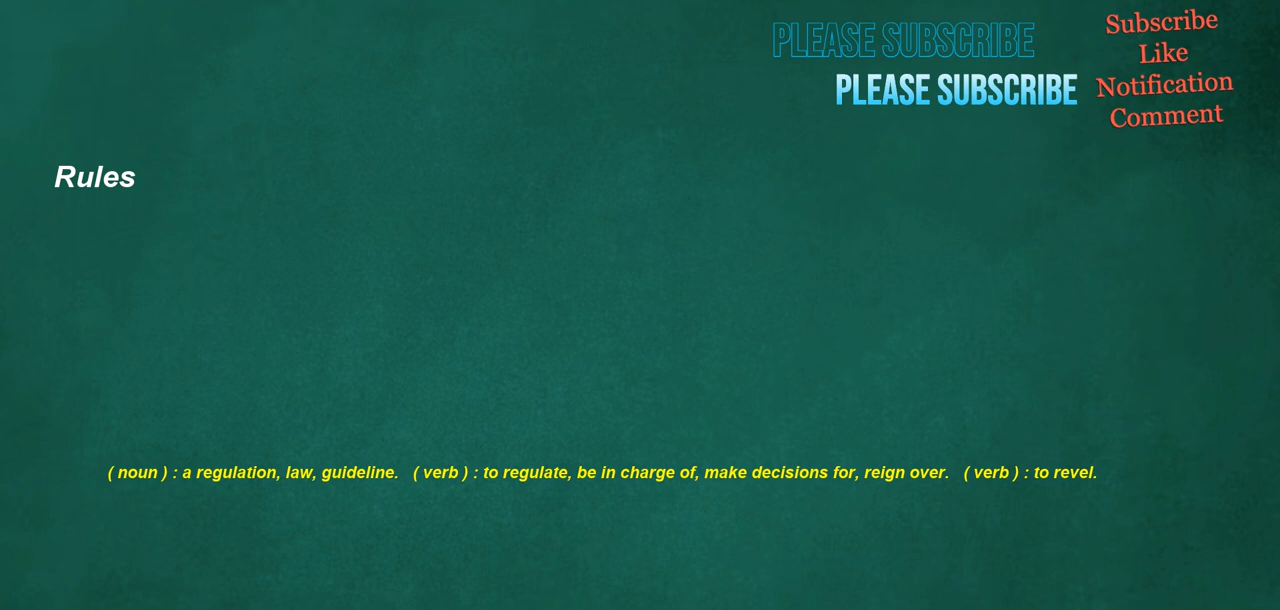 PLEASE SUBSCRIBE
PLEASE SUBSCRIBE
Subscribe
Like
Notification
Comment
Rules
( noun ) : a regulation, law, guideline. ( verb ) : to regulate, be in charge of, make decisions for, reign over. ( verb ) : to revel.